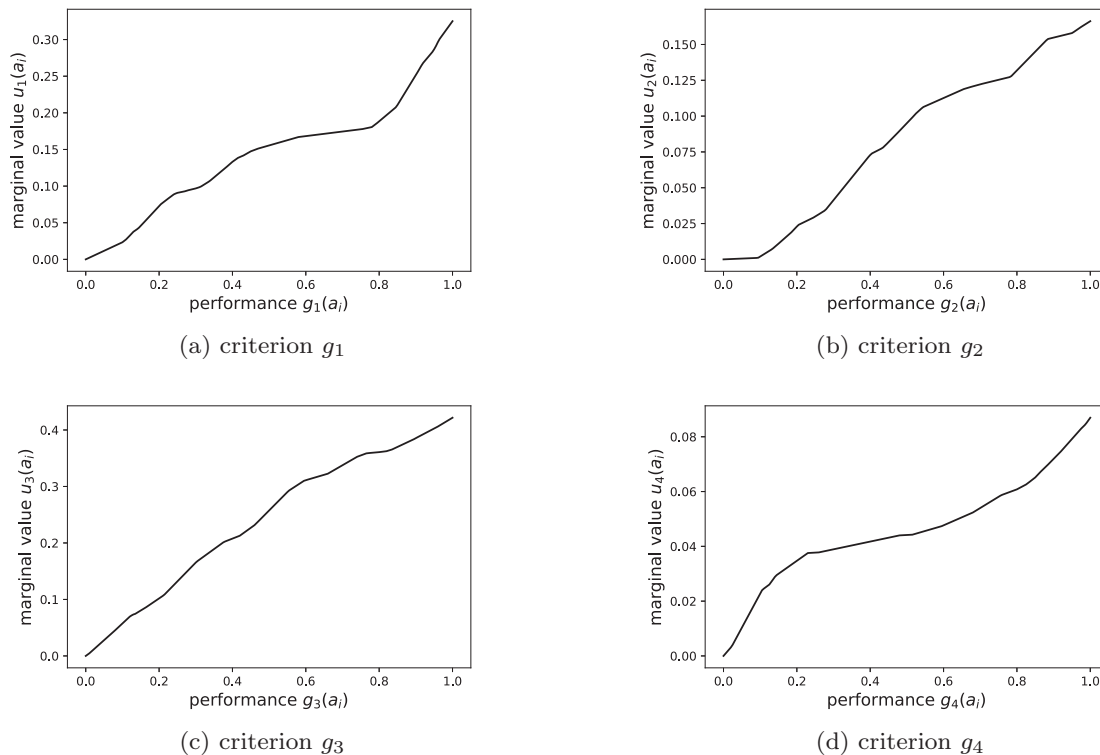 marginal value u₁(aᵢ)
0.30
0.25
0.20
0.15
0.10
0.05
0.00
0.0 0.2 0.4 0.6 0.8 1.0
performance g₁(aᵢ)
(a) criterion g₁
marginal value u₂(aᵢ)
0.150
0.125
0.100
0.075
0.050
0.025
0.000
0.0 0.2 0.4 0.6 0.8 1.0
performance g₂(aᵢ)
(b) criterion g₂
marginal value u₃(aᵢ)
0.4
0.3
0.2
0.1
0.0
0.0 0.2 0.4 0.6 0.8 1.0
performance g₃(aᵢ)
(c) criterion g₃
marginal value u₄(aᵢ)
0.08
0.06
0.04
0.02
0.00
0.0 0.2 0.4 0.6 0.8 1.0
performance g₄(aᵢ)
(d) criterion g₄